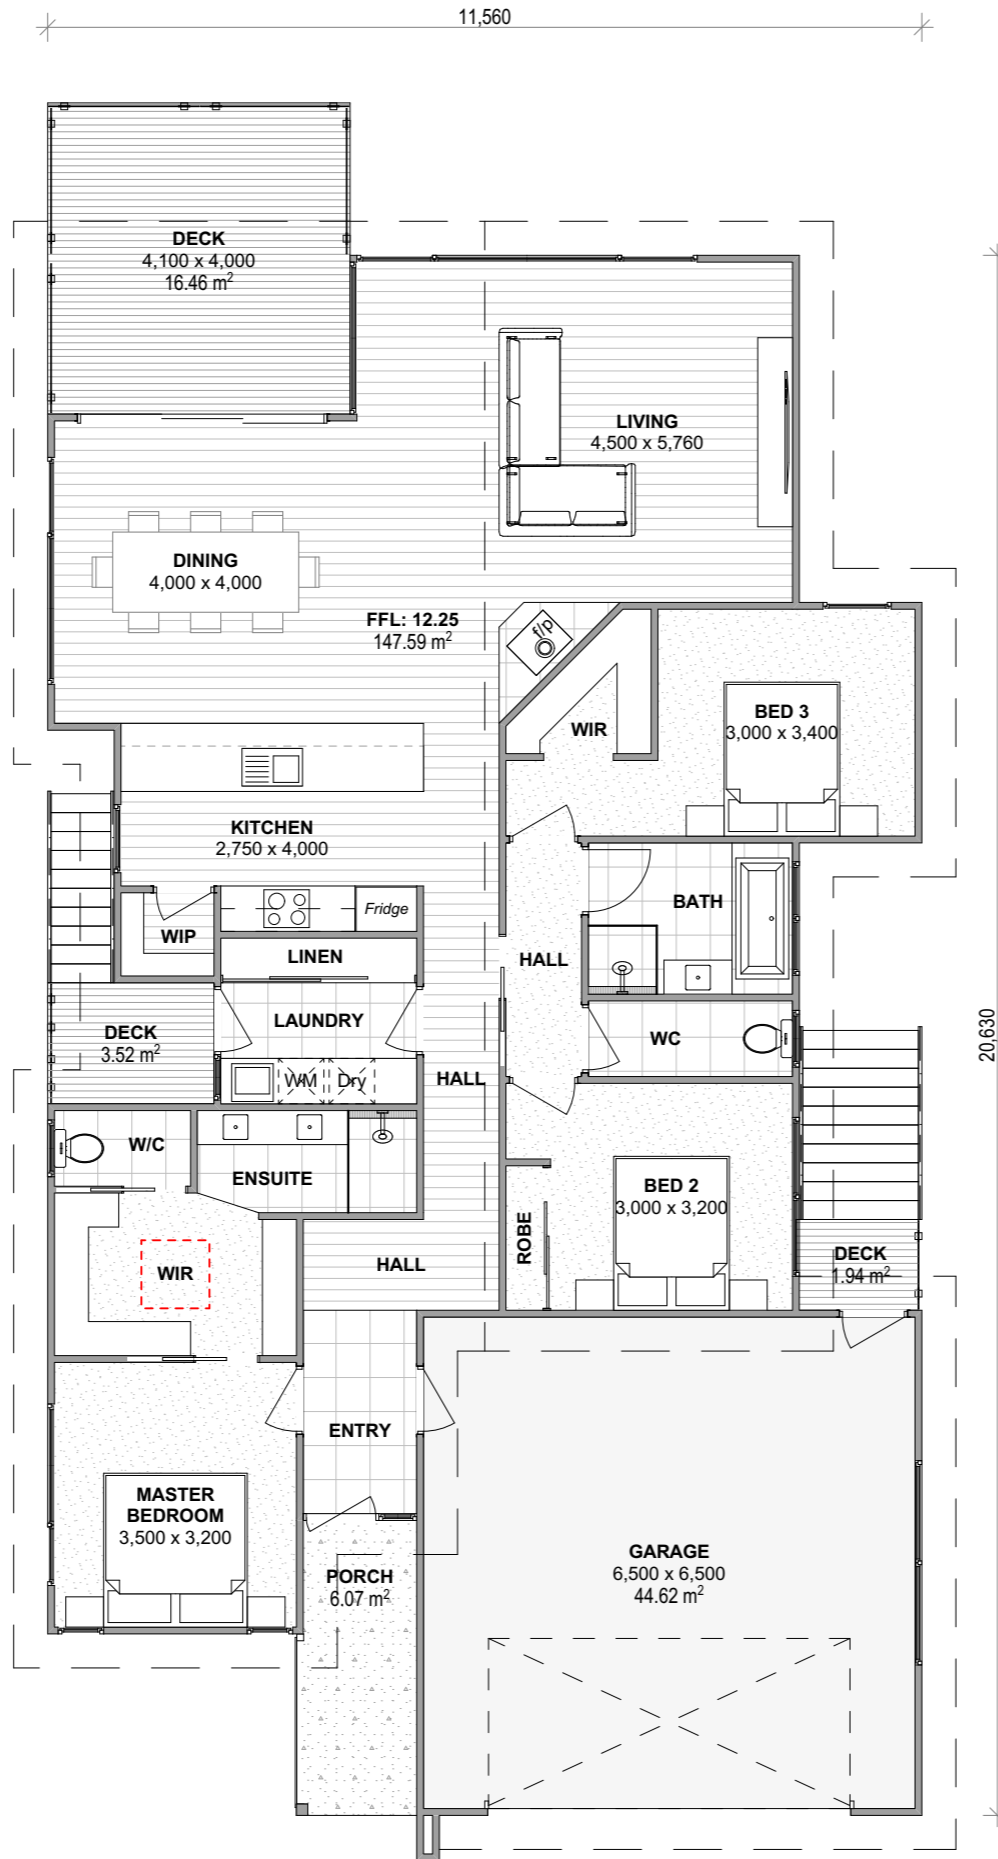 11,560
DECK
4,100 x 4,000
16.46 m²
LIVING
4,500 x 5,760
DINING
4,000 x 4,000
FFL: 12.25
147.59 m²
f/p
WIR
BED 3
3,000 x 3,400
KITCHEN
2,750 x 4,000
Fridge
BATH
WIP
LINEN
HALL
LAUNDRY
DECK
3.52 m²
WC
20,630
WM
Dry
HALL
W/C
ENSUITE
BED 2
3,000 x 3,200
ROBE
HALL
WIR
DECK
1.94 m²
ENTRY
MASTER
BEDROOM
3,500 x 3,200
PORCH
6.07 m²
GARAGE
6,500 x 6,500
44.62 m²